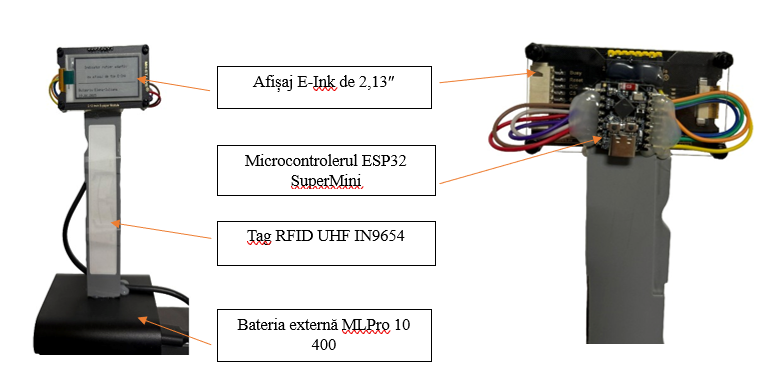 Afișaj E-Ink de 2,13″
Microcontrolerul ESP32
SuperMini
Tag RFID UHF IN9654
Bateria externă MLPro 10
400